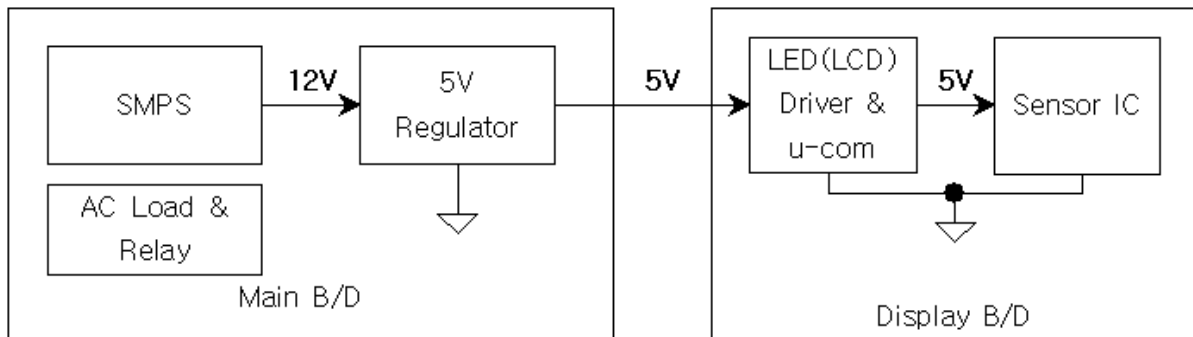 SMPS
12V
5V
Regulator
5V
LED(LCD)
Driver &
u-com
5V
Sensor IC
AC Load &
Relay
Main B/D
Display B/D